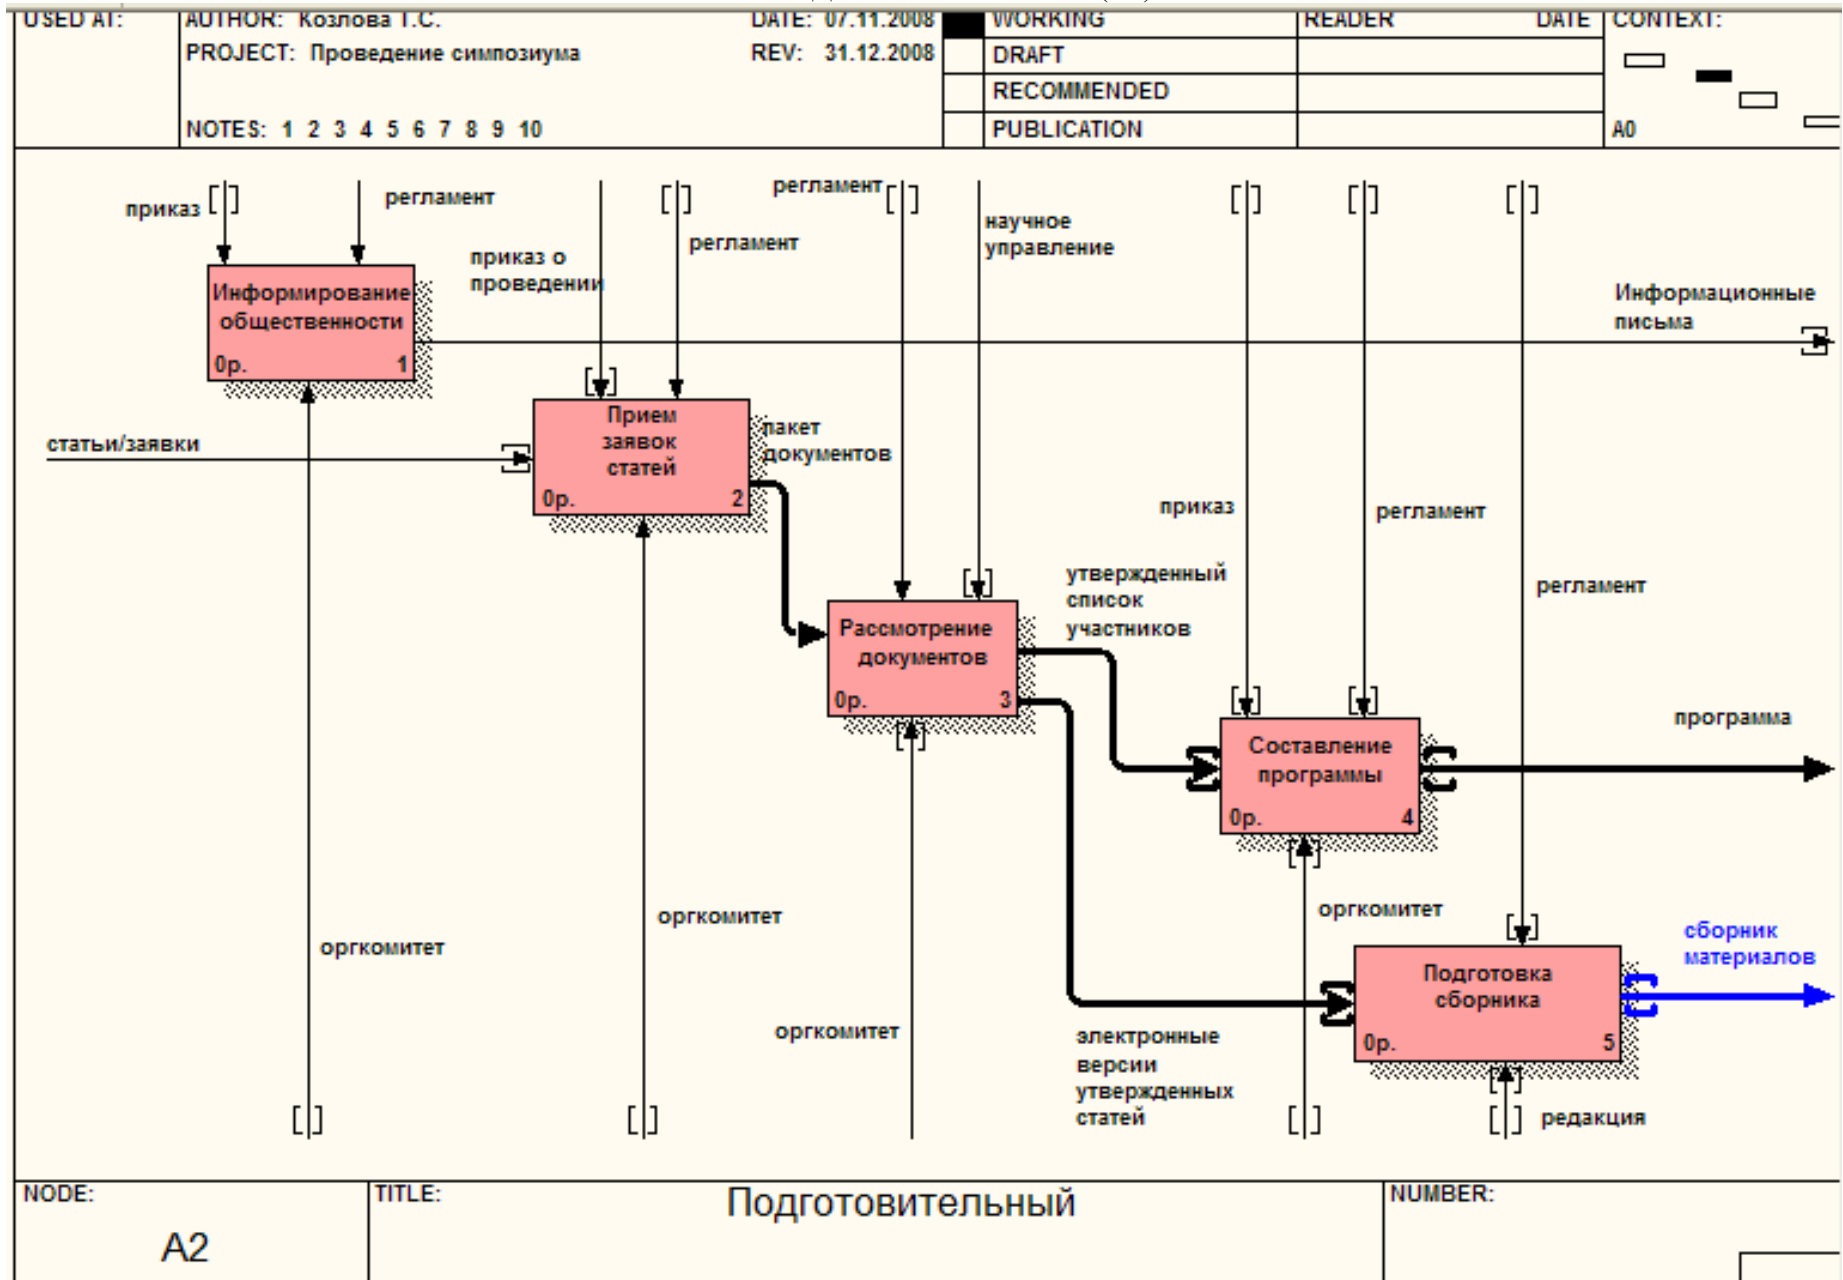 USED AT:
AUTHOR: Козлова Т.С.
DATE: 07.11.2008
WORKING
READER
DATE
CONTEXT:
PROJECT: Проведение симпозиума
REV: 31.12.2008
DRAFT
RECOMMENDED
NOTES: 1 2 3 4 5 6 7 8 9 10
PUBLICATION
A0
приказ
регламент
приказ о
проведении
регламент
регламент
научное
управление
Информационные
письма
Информирование
общественности
0р. 1
статьи/заявки
Прием
заявок
статей
0р. 2
пакет
документов
приказ
регламент
регламент
утвержденный
список
участников
Рассмотрение
документов
0р. 3
Составление
программы
0р. 4
программа
оргкомитет
оргкомитет
оргкомитет
оргкомитет
сборник
материалов
Подготовка
сборника
0р. 5
электронные
версии
утвержденных
статей
редакция
NODE:
A2
TITLE:
Подготовительный
NUMBER: